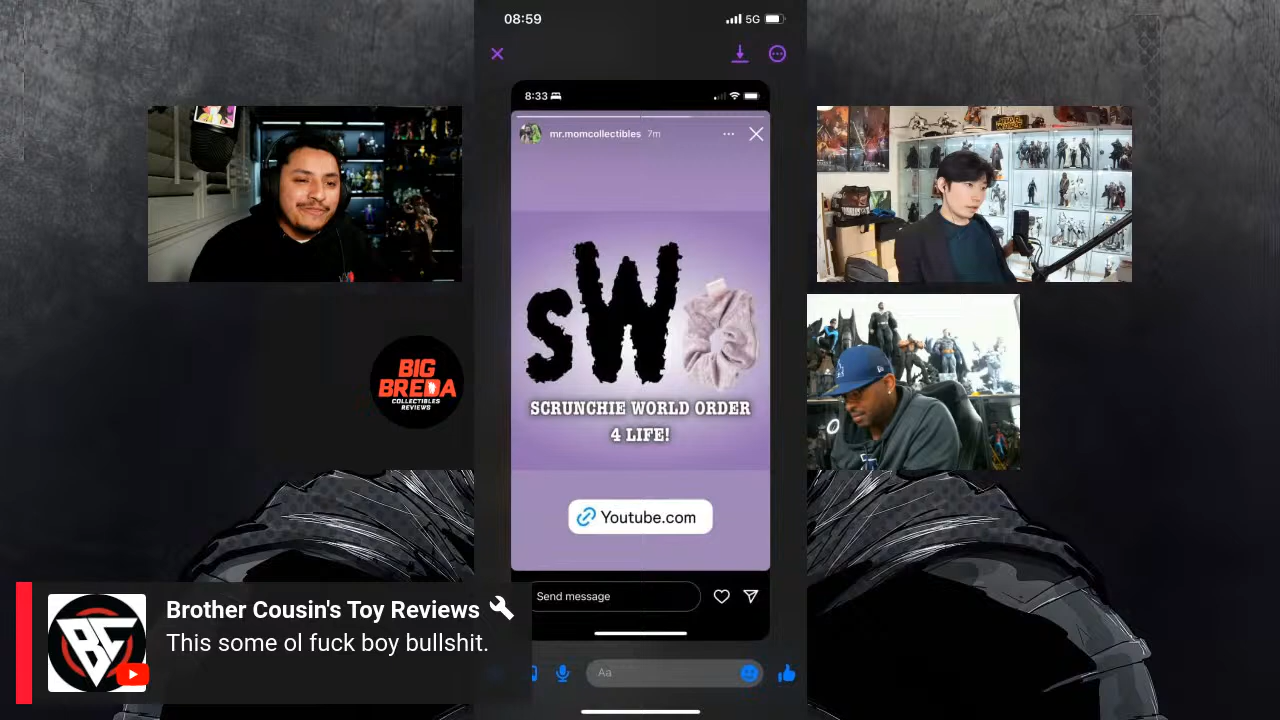 08:59
5G
8:33
mr.momcollectibles 7m
sW
SCRUNCHIE WORLD ORDER
4 LIFE!
Youtube.com
Send message
Aa
BIG
BREDA
COLLECTIBLES
REVIEWS
Brother Cousin's Toy Reviews
This some ol fuck boy bullshit.